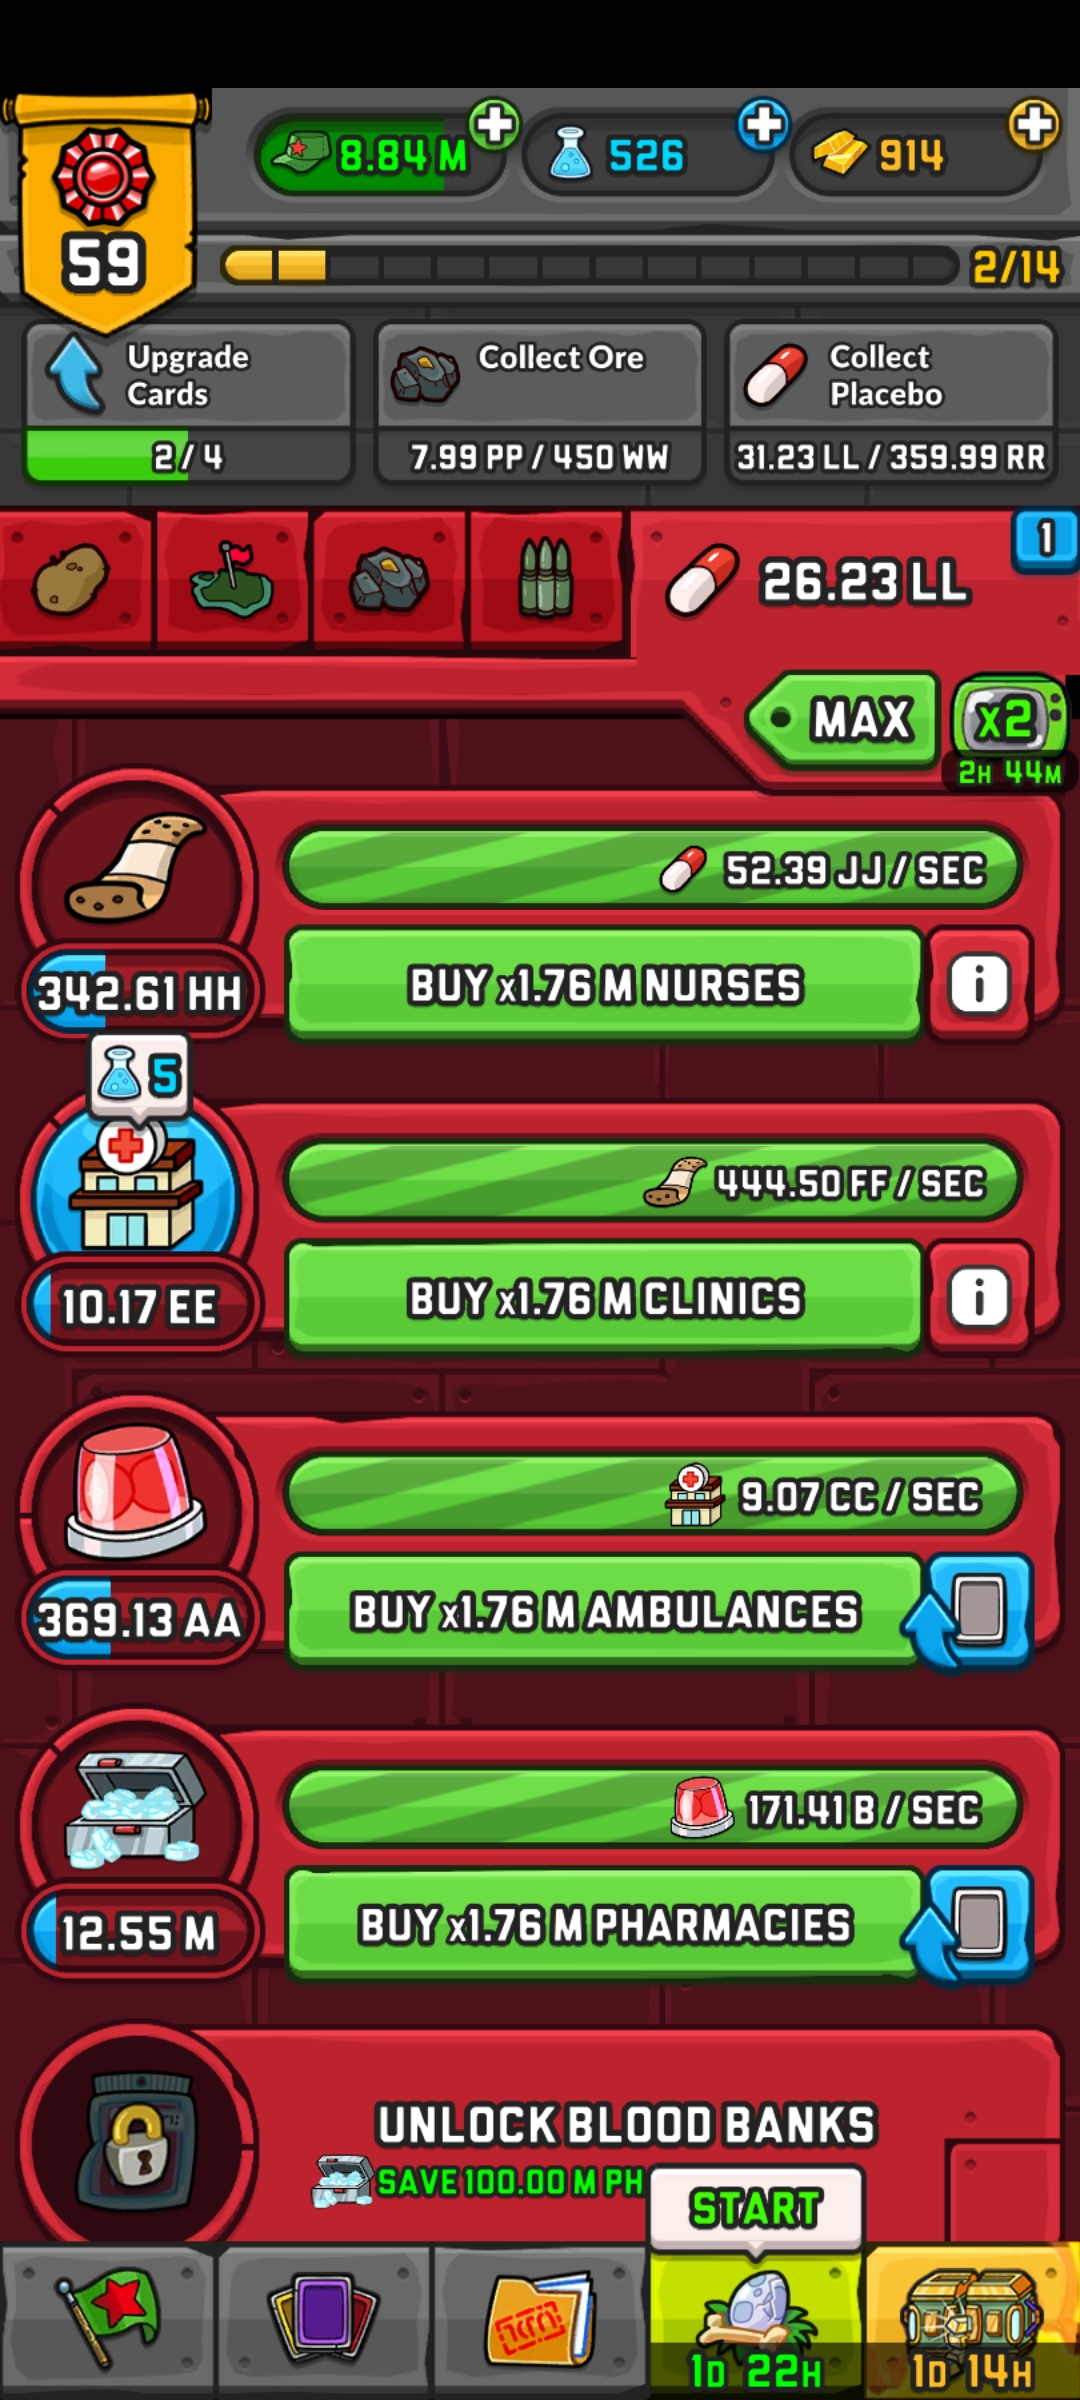 59
8.84 M
526
914
2/14
Upgrade
Cards
2/4
Collect Ore
7.99 PP / 450 WW
Collect
Placebo
31.23 LL / 359.99 RR
26.23 LL
1
MAX
x2
2H 44M
52.39 JJ / SEC
342.61 HH
BUY x1.76 M NURSES
i
5
444.50 FF / SEC
10.17 EE
BUY x1.76 M CLINICS
i
9.07 CC / SEC
369.13 AA
BUY x1.76 M AMBULANCES
171.41 B / SEC
12.55 M
BUY x1.76 M PHARMACIES
UNLOCK BLOOD BANKS
SAVE 100.00 M PH
START
1D 22H
1D 14H